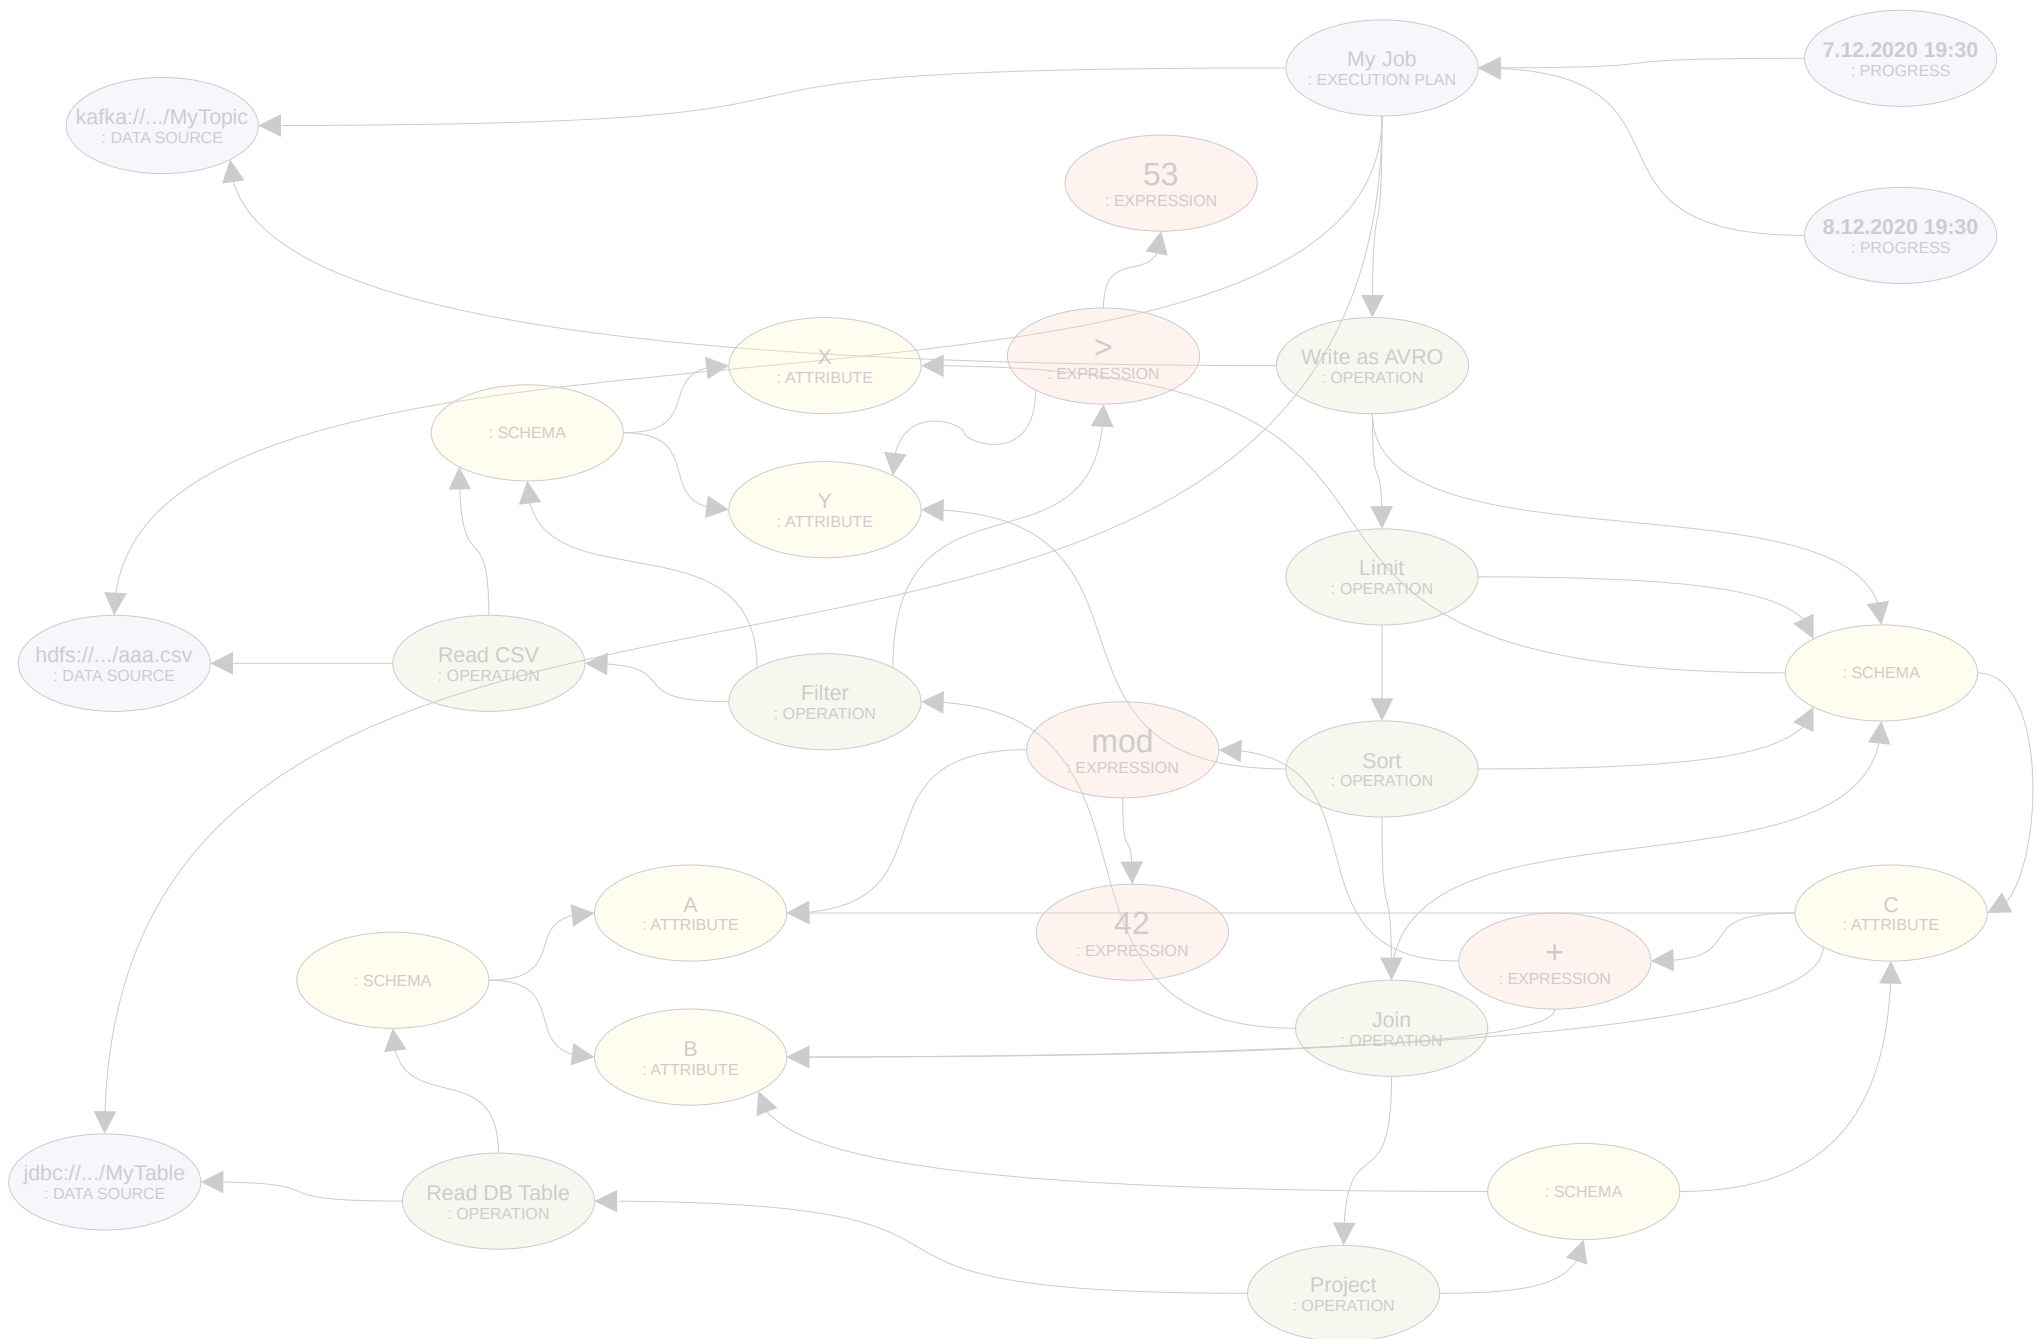 My Job
: EXECUTION PLAN
7.12.2020 19:30
: PROGRESS
kafka://.../MyTopic
: DATA SOURCE
53
: EXPRESSION
8.12.2020 19:30
: PROGRESS
X
: ATTRIBUTE
>
: EXPRESSION
Write as AVRO
: OPERATION
: SCHEMA
Y
: ATTRIBUTE
Limit
: OPERATION
hdfs://.../aaa.csv
: DATA SOURCE
Read CSV
: OPERATION
Filter
: OPERATION
: SCHEMA
mod
: EXPRESSION
Sort
: OPERATION
A
: ATTRIBUTE
42
: EXPRESSION
C
: ATTRIBUTE
+
: EXPRESSION
: SCHEMA
B
: ATTRIBUTE
Join
: OPERATION
jdbc://.../MyTable
: DATA SOURCE
Read DB Table
: OPERATION
: SCHEMA
Project
: OPERATION